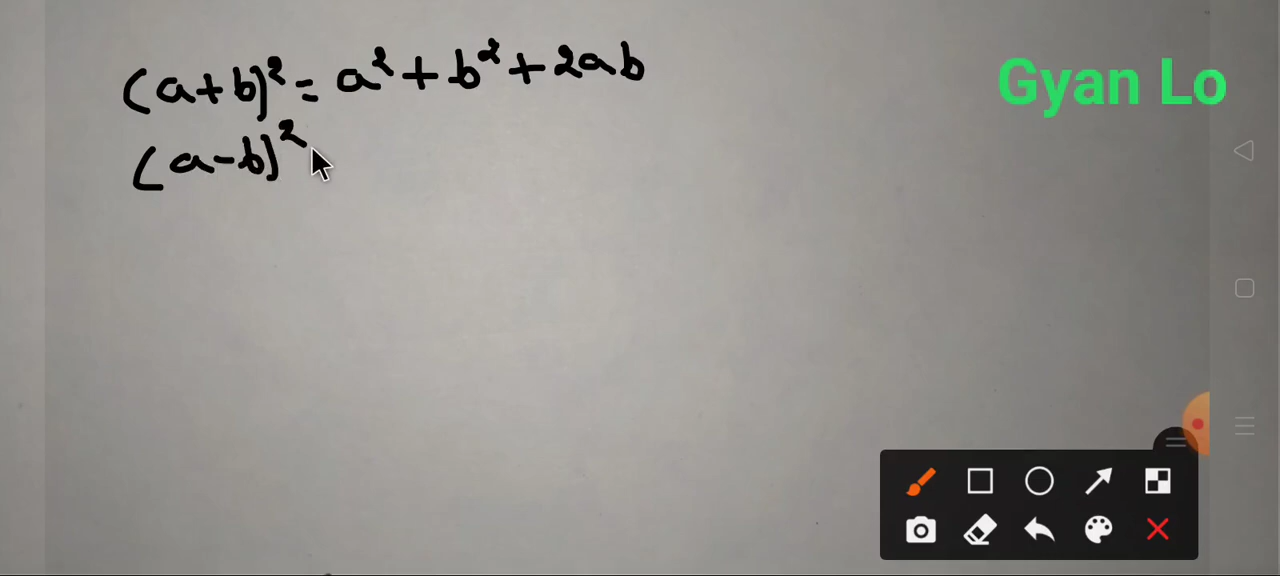 (a+b)² = a² + b² + 2ab
Gyan Lo
(a-b)²